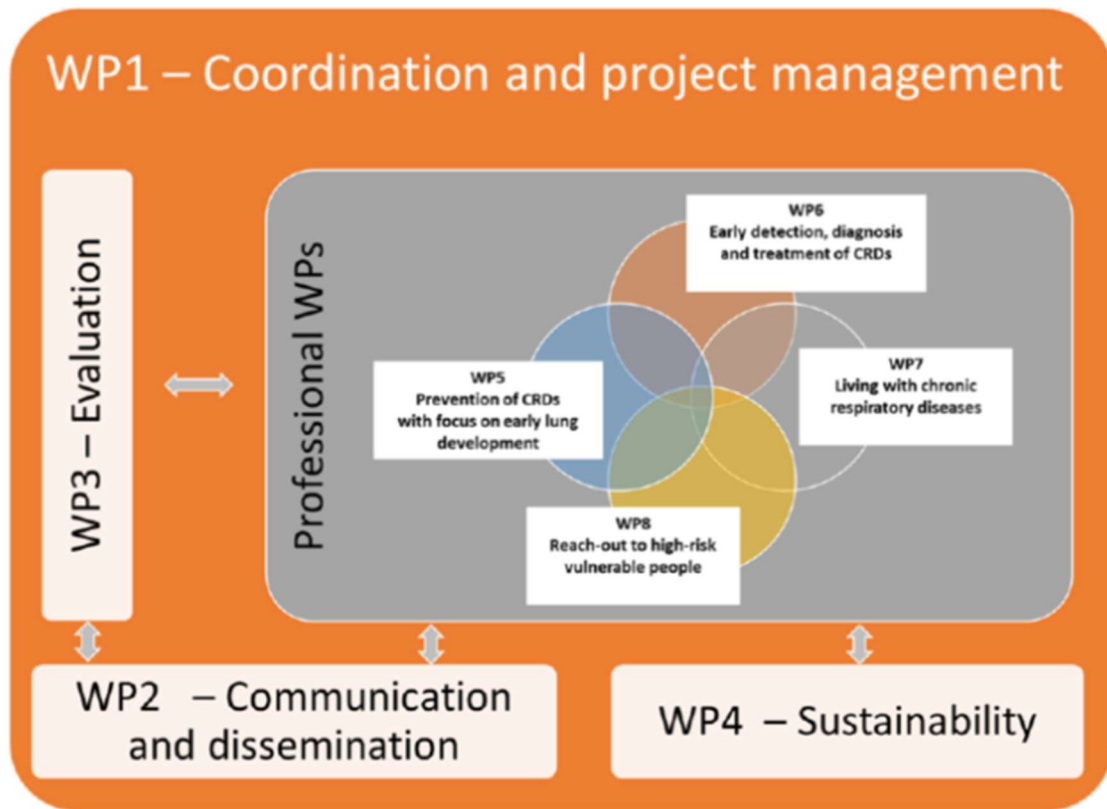 WP1 – Coordination and project management
WP3 – Evaluation
Professional WPs
WP6
Early detection, diagnosis
and treatment of CRDs
WP5
Prevention of CRDs
with focus on early lung
development
WP7
Living with chronic
respiratory diseases
WP8
Reach-out to high-risk
vulnerable people
WP2 – Communication
and dissemination
WP4 – Sustainability